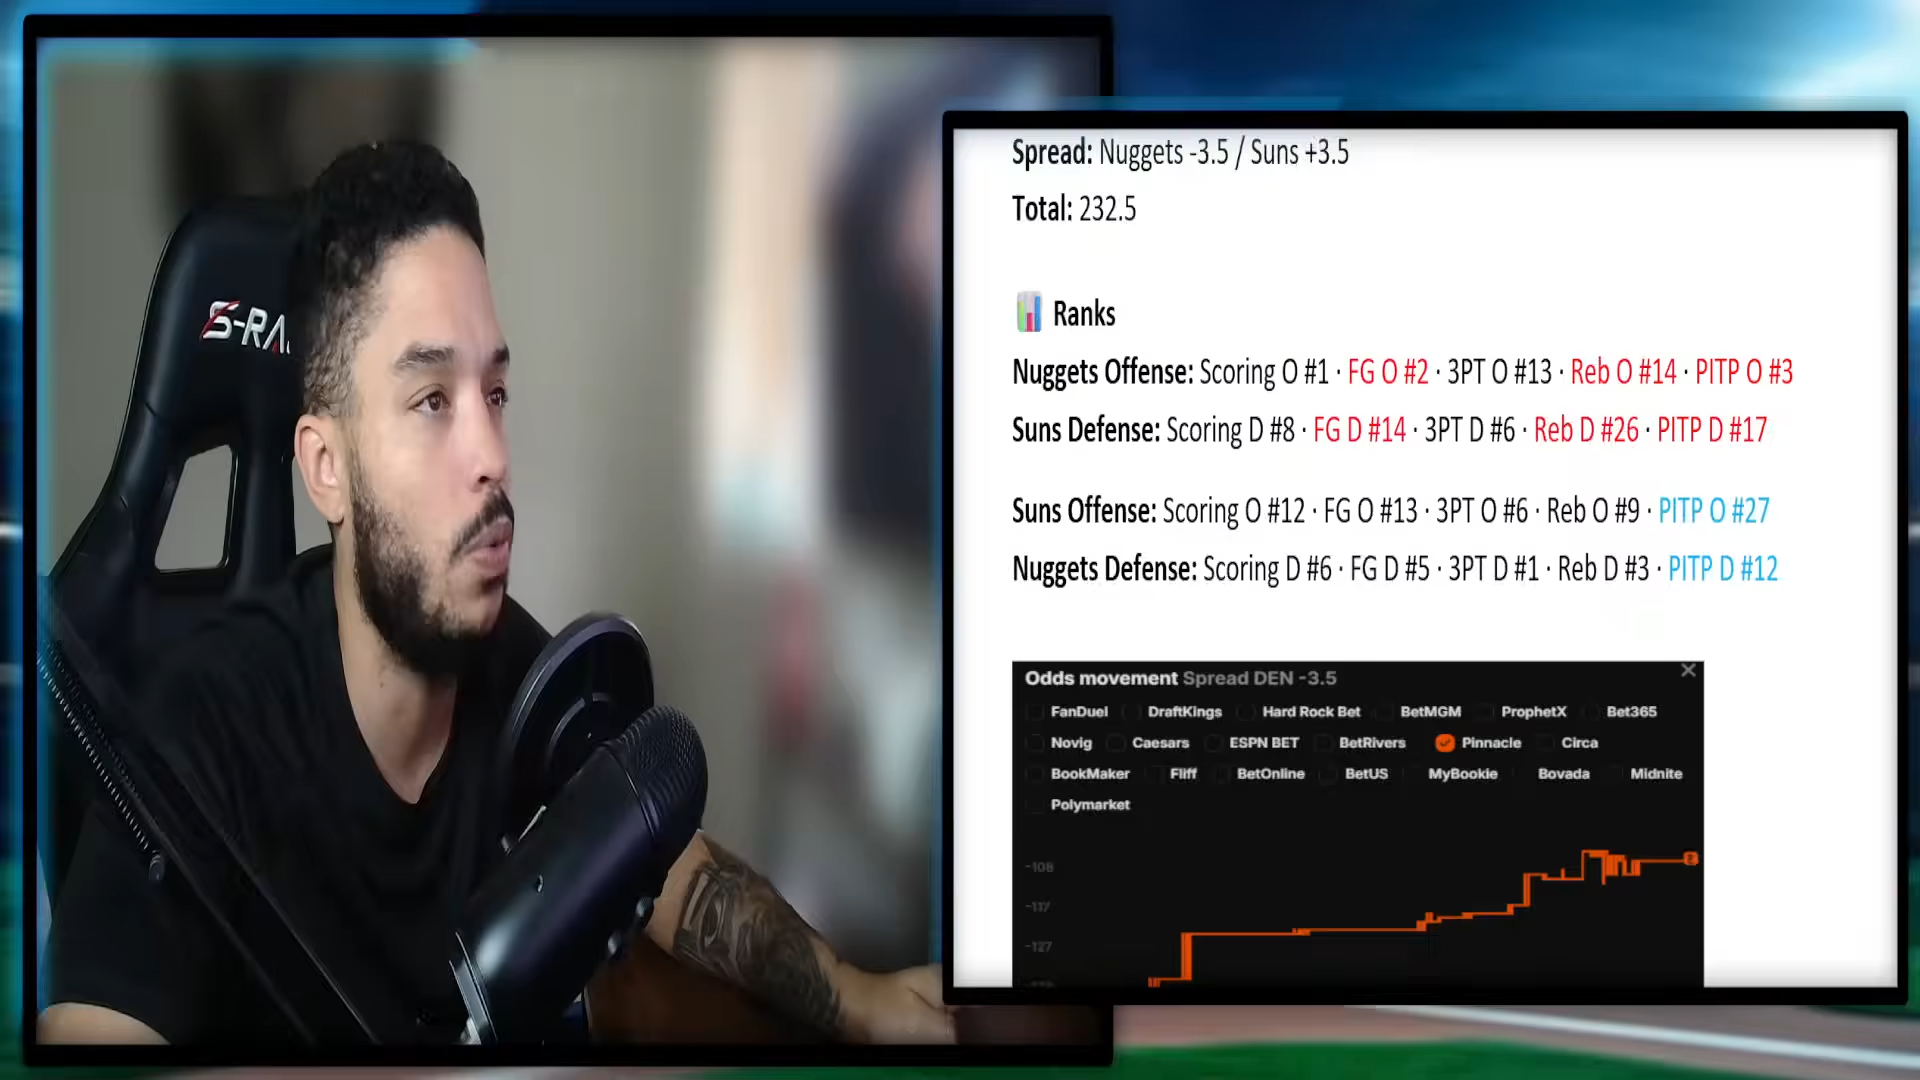 S-RA
Spread: Nuggets -3.5 / Suns +3.5
Total: 232.5
Ranks
Nuggets Offense: Scoring O #1 · FG O #2 · 3PT O #13 · Reb O #14 · PITP O #3
Suns Defense: Scoring D #8 · FG D #14 · 3PT D #6 · Reb D #26 · PITP D #17
Suns Offense: Scoring O #12 · FG O #13 · 3PT O #6 · Reb O #9 · PITP O #27
Nuggets Defense: Scoring D #6 · FG D #5 · 3PT D #1 · Reb D #3 · PITP D #12
Odds movement Spread DEN -3.5
FanDuel DraftKings Hard Rock Bet BetMGM ProphetX Bet365
Novig Caesars ESPN BET BetRivers Pinnacle Circa
BookMaker Fliff BetOnline BetUS MyBookie Bovada Midnite
Polymarket
-108
-117
-127